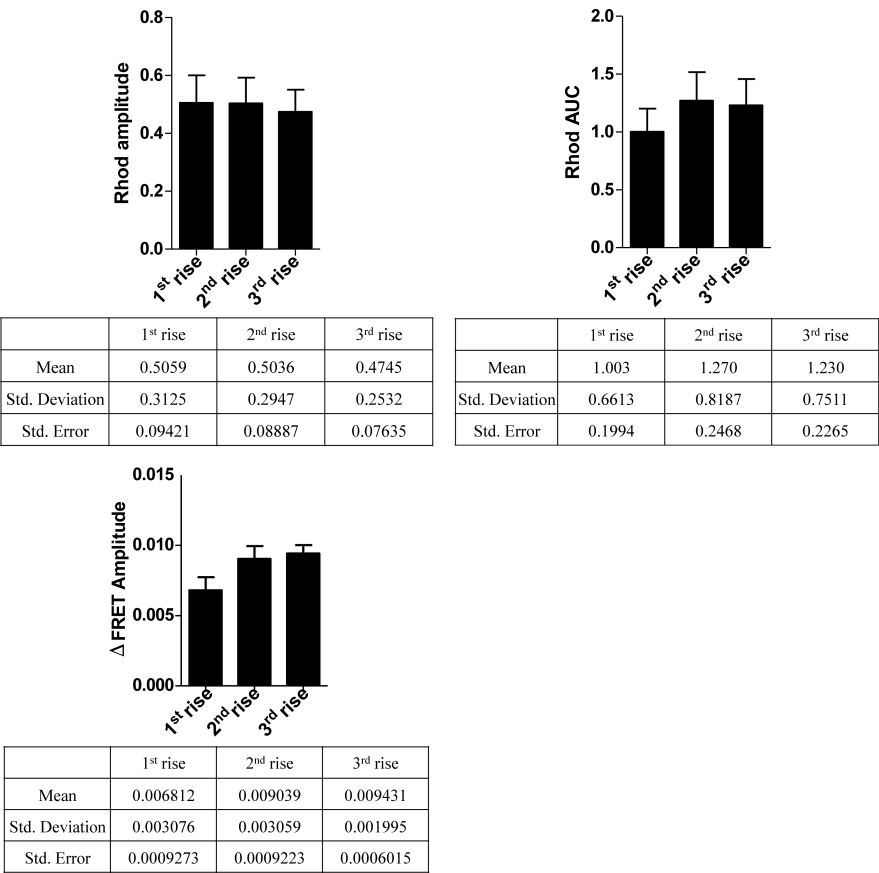 0.8
0.6
0.4
0.2
0.0
Rhod amplitude
1st rise
2nd rise
3rd rise
2.0
1.5
1.0
0.5
0.0
Rhod AUC
1st rise
2nd rise
3rd rise
1st rise 2nd rise 3rd rise
Mean 0.5059 0.5036 0.4745
Std. Deviation 0.3125 0.2947 0.2532
Std. Error 0.09421 0.08887 0.07635
1st rise 2nd rise 3rd rise
Mean 1.003 1.270 1.230
Std. Deviation 0.6613 0.8187 0.7511
Std. Error 0.1994 0.2468 0.2265
0.015
0.010
0.005
0.000
Δ FRET Amplitude
1st rise
2nd rise
3rd rise
1st rise 2nd rise 3rd rise
Mean 0.006812 0.009039 0.009431
Std. Deviation 0.003076 0.003059 0.001995
Std. Error 0.0009273 0.0009223 0.0006015